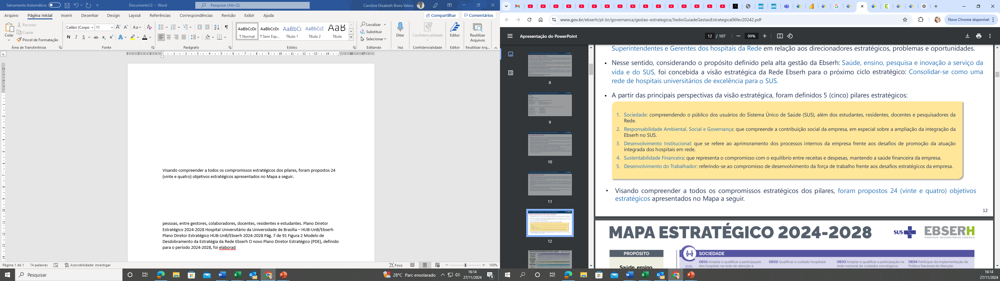 Salvamento Automático
Documento12 - Word
Pesquisar (Alt+Q)
Caroline Elizabeth Brero Valero
Arquivo Página Inicial Inserir Desenhar Design Layout Referências Correspondências Revisão Exibir Ajuda
Compartilhar Comentários
Colar
Recortar
Copiar
Pincel de Formatação
Área de Transferência
Calibri (Corpo 11
Fonte
Parágrafo
AaBbCcDc AaBbCcDc AaBbCc AaBbCcD AaB
¶ Normal ¶ Sem Esp... Título 1 Título 2 Título
Estilos
Localizar
Substituir
Selecionar
Editando
Ditar
Voz
Confidencialidade
Confidencialidade
Editor
Editor
Reutilizar
Arquivos
Reutilizar Arq...
Visando compreender a todos os compromissos estratégicos dos pilares, foram propostos 24
(vinte e quatro) objetivos estratégicos apresentados no Mapa a seguir.
pessoas, entre gestores, colaboradores, docentes, residentes e estudantes. Plano Diretor
Estratégico 2024-2028 Hospital Universitário da Universidade de Brasília – HUB-UnB/Ebserh
Plano Diretor Estratégico HUB-UnB/Ebserh 2024-2028 Pág. 7 de 91 Figura 2 Modelo de
Desdobramento da Estratégia da Rede Ebserh O novo Plano Diretor Estratégico (PDE), definido
para o período 2024-2028, foi elaborad
Página 1 de 1 74 palavras Acessibilidade: investigar
Foco
100%
Pesquisar
28°C Parc ensolarado
16:14
27/11/2024
www.gov.br/ebserh/pt-br/governanca/gestao-estrategica/3edioGuiadeGestaoEstrategica06fev20242.pdf
Novo Chrome disponível
Apresentação do PowerPoint
12 / 107
99%
8
9
10
11
12
Superintendentes e Gerentes dos hospitais da Rede em relação aos direcionadores estratégicos, problemas e oportunidades.
▪ Nesse sentido, considerando o propósito definido pela alta gestão da Ebserh: Saúde, ensino, pesquisa e inovação a serviço da
vida e do SUS, foi concebida a visão estratégica da Rede Ebserh para o próximo ciclo estratégico: Consolidar-se como uma
rede de hospitais universitários de excelência para o SUS.
▪ A partir das principais perspectivas da visão estratégica, foram definidos 5 (cinco) pilares estratégicos:
1. Sociedade: compreendendo o público dos usuários do Sistema Único de Saúde (SUS), além dos estudantes, residentes, docentes e pesquisadores da
Rede.
2. Responsabilidade Ambiental, Social e Governança: que compreende a contribuição social da empresa, em especial sobre a ampliação da integração da
Ebserh no SUS.
3. Desenvolvimento Institucional: que se refere ao aprimoramento dos processos internos da empresa frente aos desafios de promoção da atuação
integrada dos hospitais em rede.
4. Sustentabilidade Financeira: que representa o compromisso com o equilíbrio entre receitas e despesas, mantendo a saúde financeira da empresa.
5. Desenvolvimento do Trabalhador: referindo-se ao compromisso de desenvolvimento da força de trabalho frente aos desafios estratégicos da empresa.
• Visando compreender a todos os compromissos estratégicos dos pilares, foram propostos 24 (vinte e quatro) objetivos
estratégicos apresentados no Mapa a seguir.
12
MAPA ESTRATÉGICO 2024-2028
SUS
EBSERH
HOSPITAIS UNIVERSITÁRIOS FEDERAIS
PROPÓSITO
Saúde, ensino,
SOCIEDADE
OE01 Ampliar e qualificar a participação
dos hospitais na rede de atenção à
OE02 Qualificar o cuidado hospitalar
OE03 Ampliar e qualificar a participação na
rede nacional de cuidados oncológicos
OE04 Participar da implementação da
Política Nacional de Atenção
16:14
27/11/2024